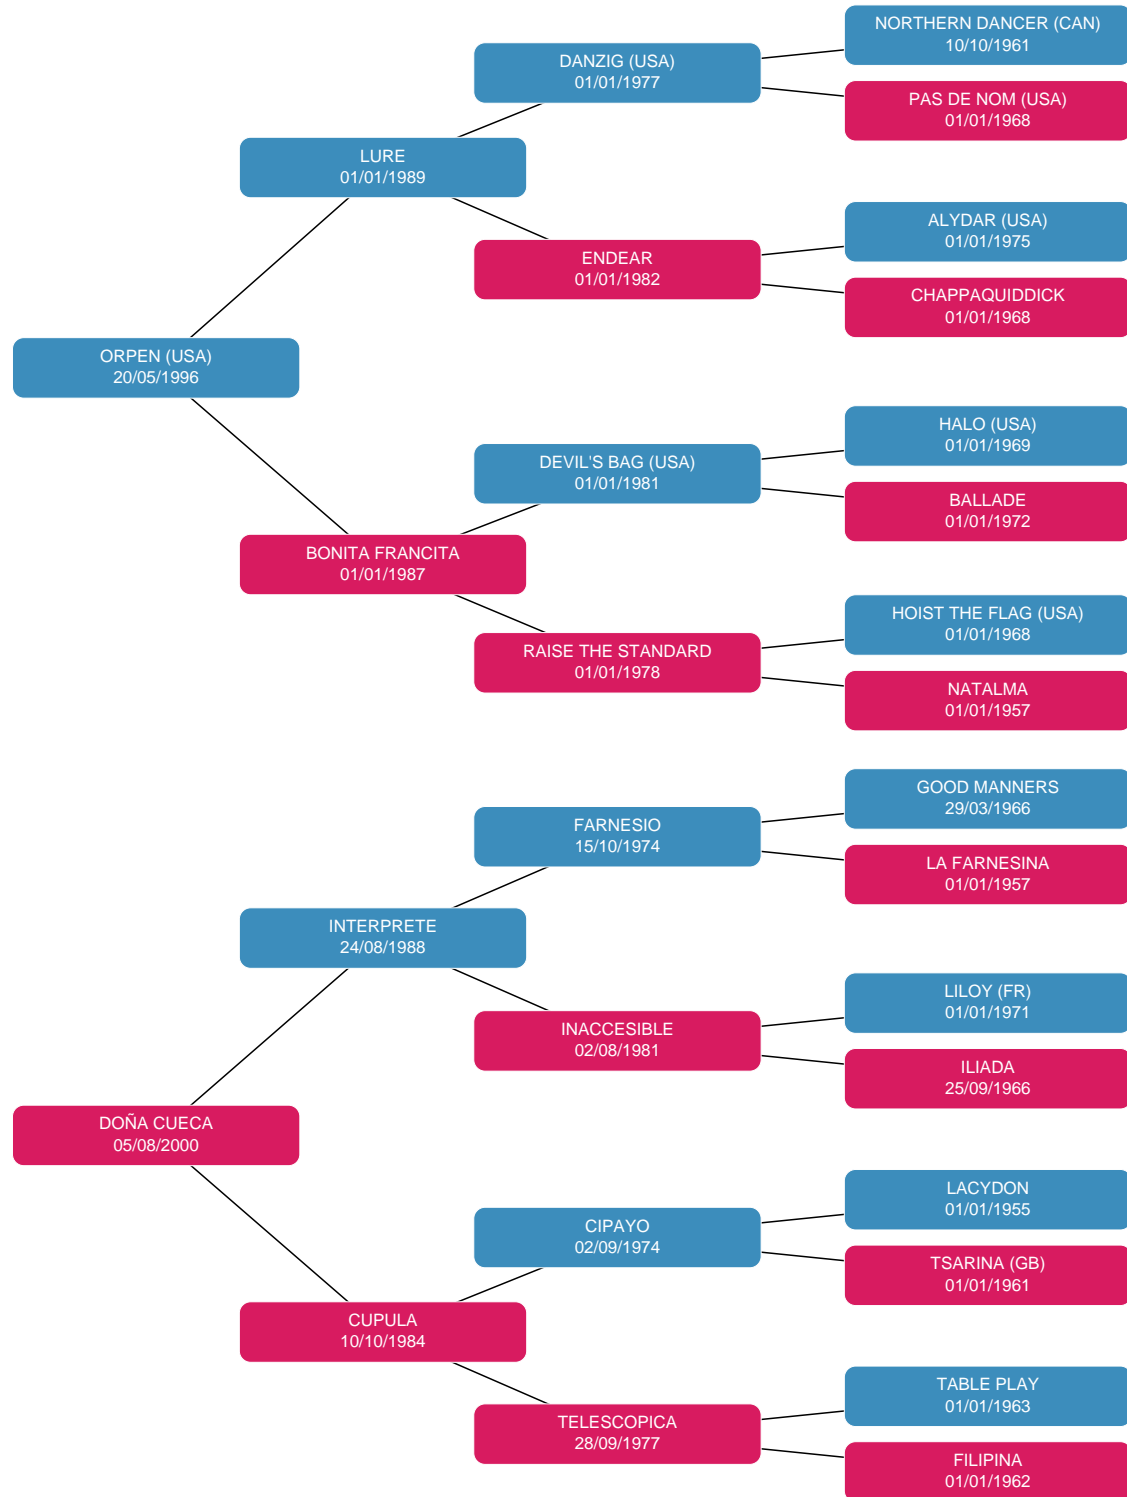 NORTHERN DANCER (CAN)
10/10/1961
DANZIG (USA)
01/01/1977
PAS DE NOM (USA)
01/01/1968
LURE
01/01/1989
ALYDAR (USA)
01/01/1975
ENDEAR
01/01/1982
CHAPPAQUIDDICK
01/01/1968
ORPEN (USA)
20/05/1996
HALO (USA)
01/01/1969
DEVIL'S BAG (USA)
01/01/1981
BALLADE
01/01/1972
BONITA FRANCITA
01/01/1987
HOIST THE FLAG (USA)
01/01/1968
RAISE THE STANDARD
01/01/1978
NATALMA
01/01/1957
GOOD MANNERS
29/03/1966
FARNESIO
15/10/1974
LA FARNESINA
01/01/1957
INTERPRETE
24/08/1988
LILOY (FR)
01/01/1971
INACCESIBLE
02/08/1981
ILIADA
25/09/1966
DOÑA CUECA
05/08/2000
LACYDON
01/01/1955
CIPAYO
02/09/1974
TSARINA (GB)
01/01/1961
CUPULA
10/10/1984
TABLE PLAY
01/01/1963
TELESCOPICA
28/09/1977
FILIPINA
01/01/1962